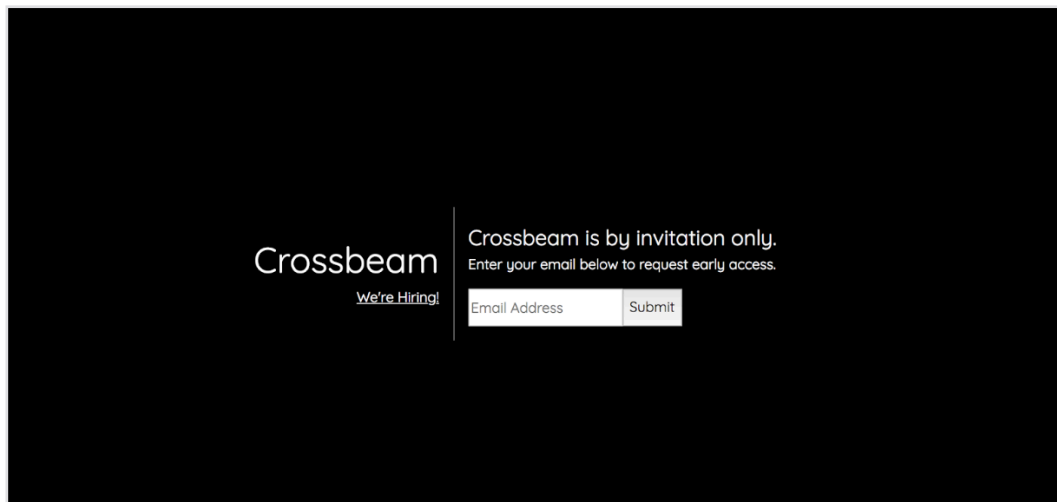 Crossbeam
We're Hiring!
Crossbeam is by invitation only.
Enter your email below to request early access.
Email Address
Submit